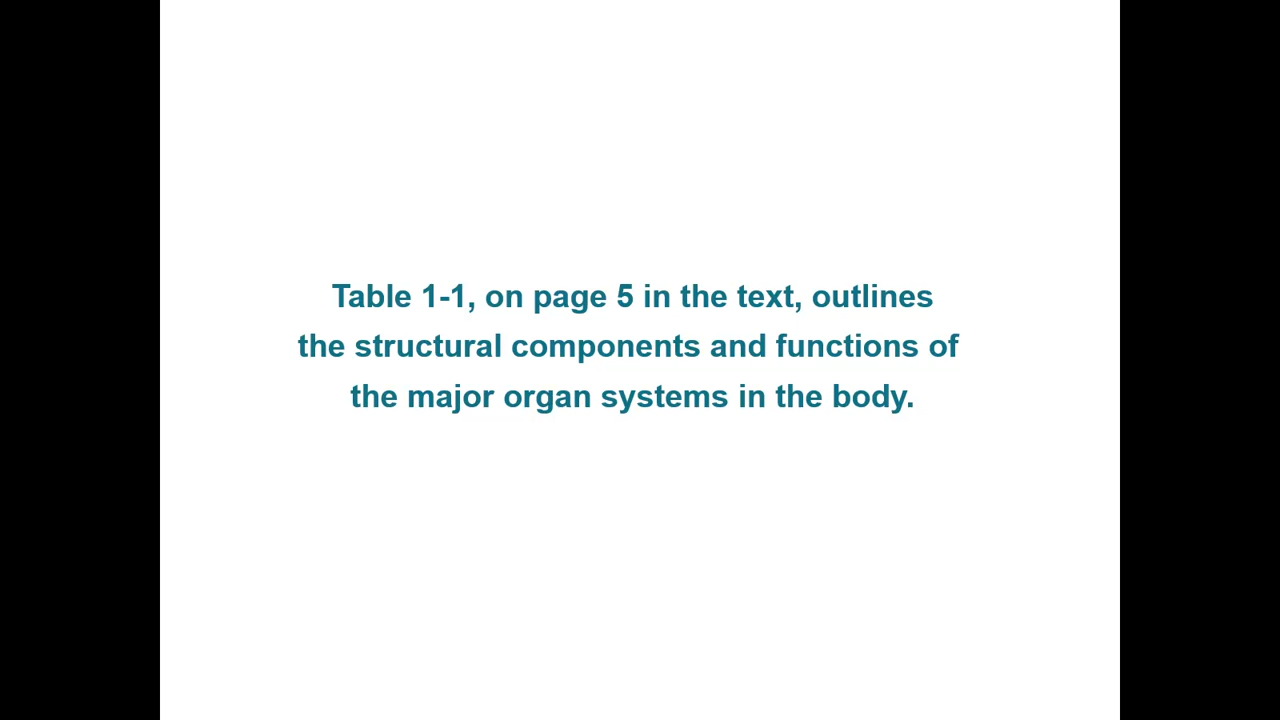 Table 1-1, on page 5 in the text, outlines
the structural components and functions of
the major organ systems in the body.